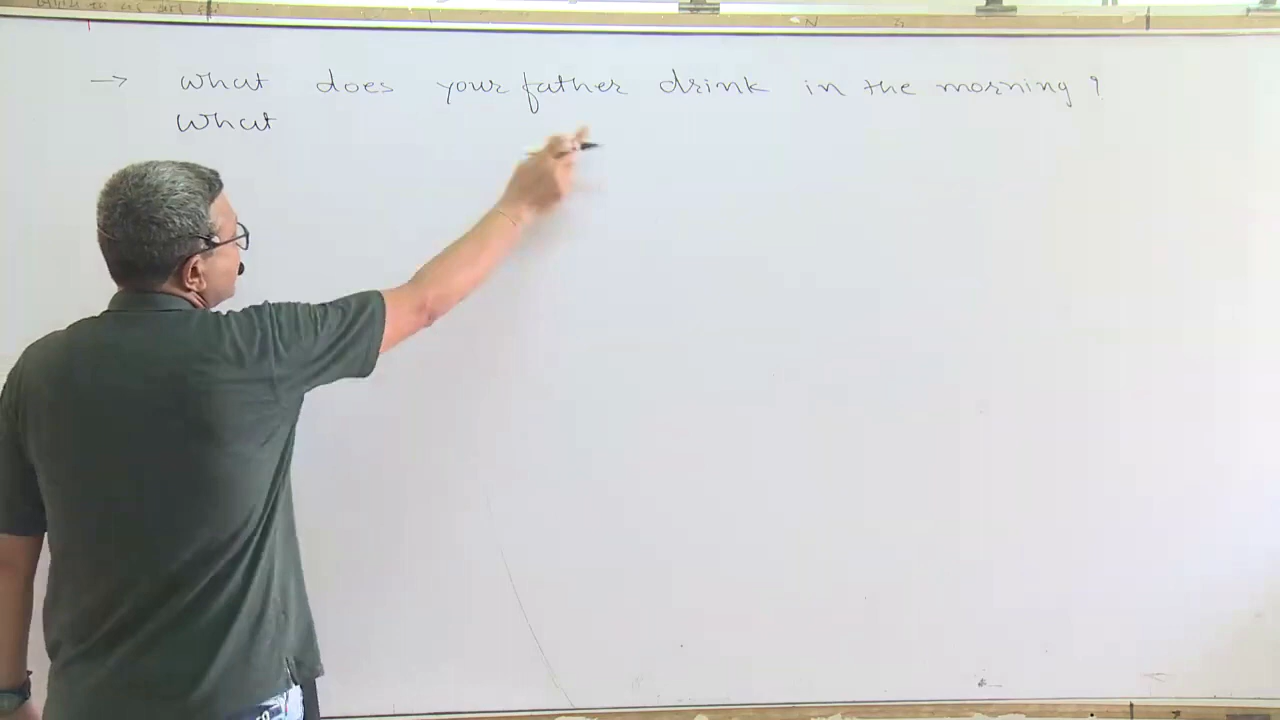 → What does your father drink in the morning ?
What